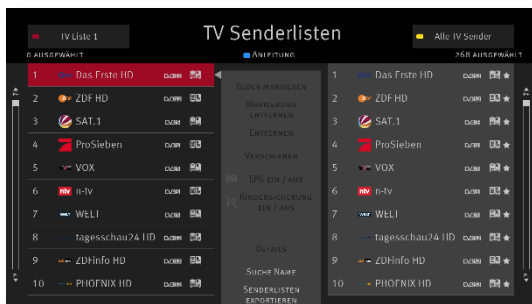 TV Liste 1
TV Senderlisten
Alle TV Sender
0 AUSGEWÄHLT
ANLEITUNG
268 AUSGEWÄHLT
1 Das Erste HD
2 ZDF HD
3 SAT.1
4 ProSieben
5 VOX
6 ntv n-tv
7 WELT WELT
8 tagesschau24 HD
9 ZDFinfo HD
10 PHOENIX HD
BLOCK MARKIEREN
MARKIERUNG
ENTFERNEN
ENTFERNEN
VERSCHIEBEN
EPG EIN / AUS
KINDERSICHERUNG
EIN / AUS
DETAILS
SUCHE NAME
SENDERLISTEN
EXPORTIEREN
1 Das Erste HD
2 ZDF HD
3 SAT.1
4 ProSieben
5 VOX
6 ntv n-tv
7 WELT WELT
8 tagesschau24 HD
9 ZDFinfo HD
10 PHOENIX HD